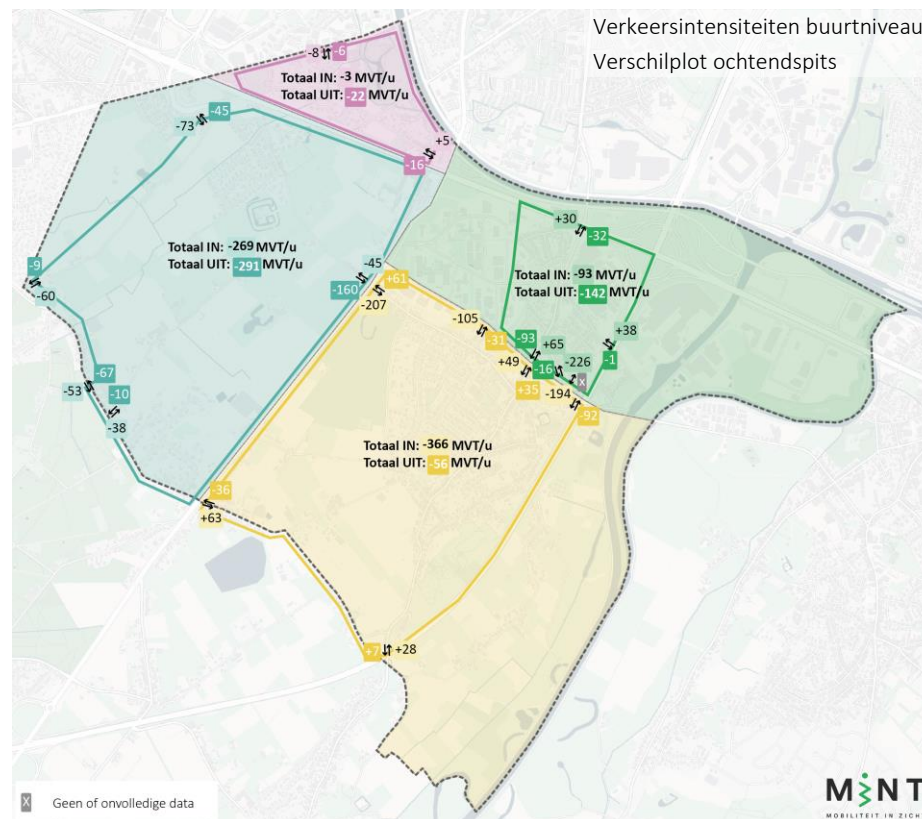 Verkeersintensiteiten buurtniveau
Verschilplot ochtendspits
-8 -6
Totaal IN: -3 MVT/u
Totaal UIT: -22 MVT/u
+5
-16
-45
-73
Totaal IN: -269 MVT/u
Totaal UIT: -291 MVT/u
-9
-60
-45
-160
-207
+61
+30
-32
Totaal IN: -93 MVT/u
Totaal UIT: -142 MVT/u
-105
-31
-93
+65
+38
-1
+49
-16
-226
X
+35
-194
-92
-67
-53
-10
-38
Totaal IN: -366 MVT/u
Totaal UIT: -56 MVT/u
-36
+63
+7 +28
X Geen of onvolledige data
MINT
MOBILITEIT IN ZICH